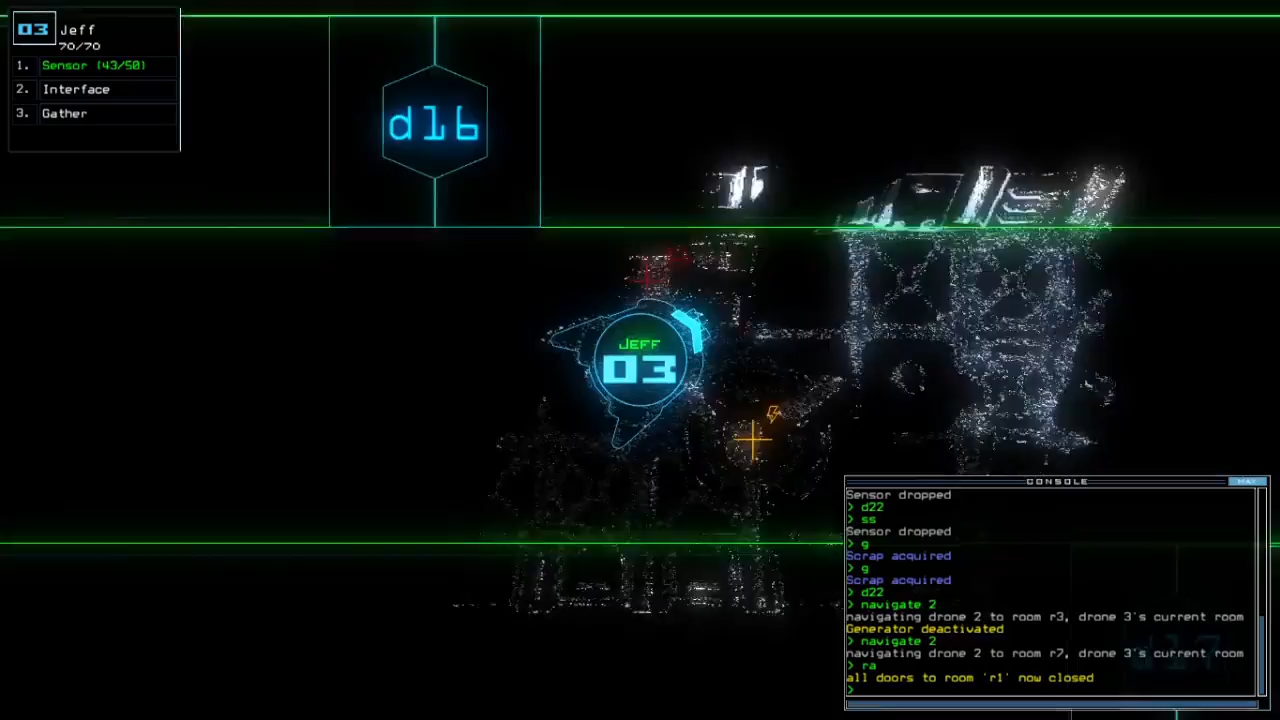 03 Jeff
70/70
1. Sensor (43/50)
2. Interface
3. Gather
d16
JEFF
03
CONSOLE
MAX
Sensor dropped
> d22
> ss
Sensor dropped
> g
Scrap acquired
> g
Scrap acquired
> d22
> navigate 2
navigating drone 2 to room r3, drone 3's current room
Generator deactivated
> navigate 2
navigating drone 2 to room r7, drone 3's current room
> ra
all doors to room 'r1' now closed
>
d17